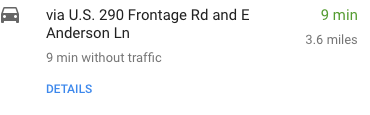 via U.S. 290 Frontage Rd and E 9 min
Anderson Ln 3.6 miles
9 min without traffic
DETAILS